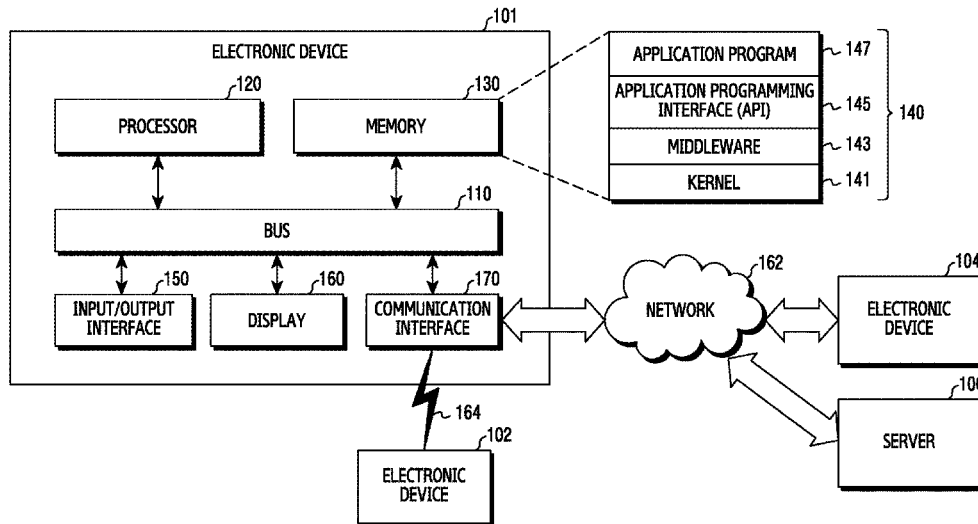 101
ELECTRONIC DEVICE
120
PROCESSOR
130
MEMORY
APPLICATION PROGRAM
147
APPLICATION PROGRAMMING
INTERFACE (API)
145
140
MIDDLEWARE
143
KERNEL
141
110
BUS
150
INPUT/OUTPUT
INTERFACE
160
DISPLAY
170
COMMUNICATION
INTERFACE
162
NETWORK
104
ELECTRONIC
DEVICE
164
102
ELECTRONIC
DEVICE
SERVER